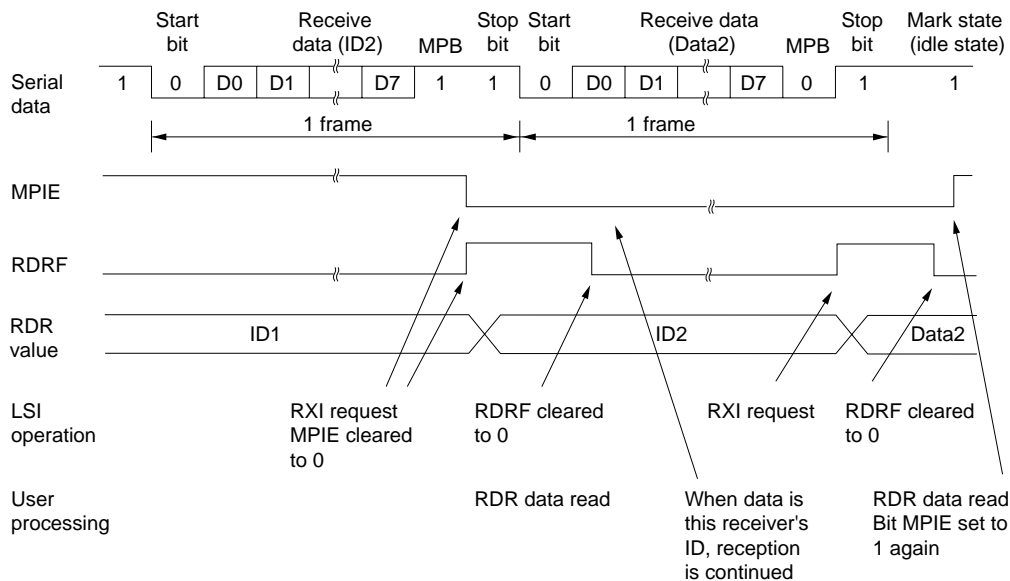 Start bit
Receive data (ID2)
MPB
Stop bit
Start bit
Receive data (Data2)
MPB
Stop bit
Mark state (idle state)
Serial data
1 0 D0 D1 D7 1 1 0 D0 D1 D7 0 1 1
1 frame
1 frame
MPIE
RDRF
RDR value
ID1
ID2
Data2
LSI operation
RXI request
MPIE cleared
to 0
RDRF cleared
to 0
RXI request
RDRF cleared
to 0
User processing
RDR data read
When data is
this receiver's
ID, reception
is continued
RDR data read
Bit MPIE set to
1 again